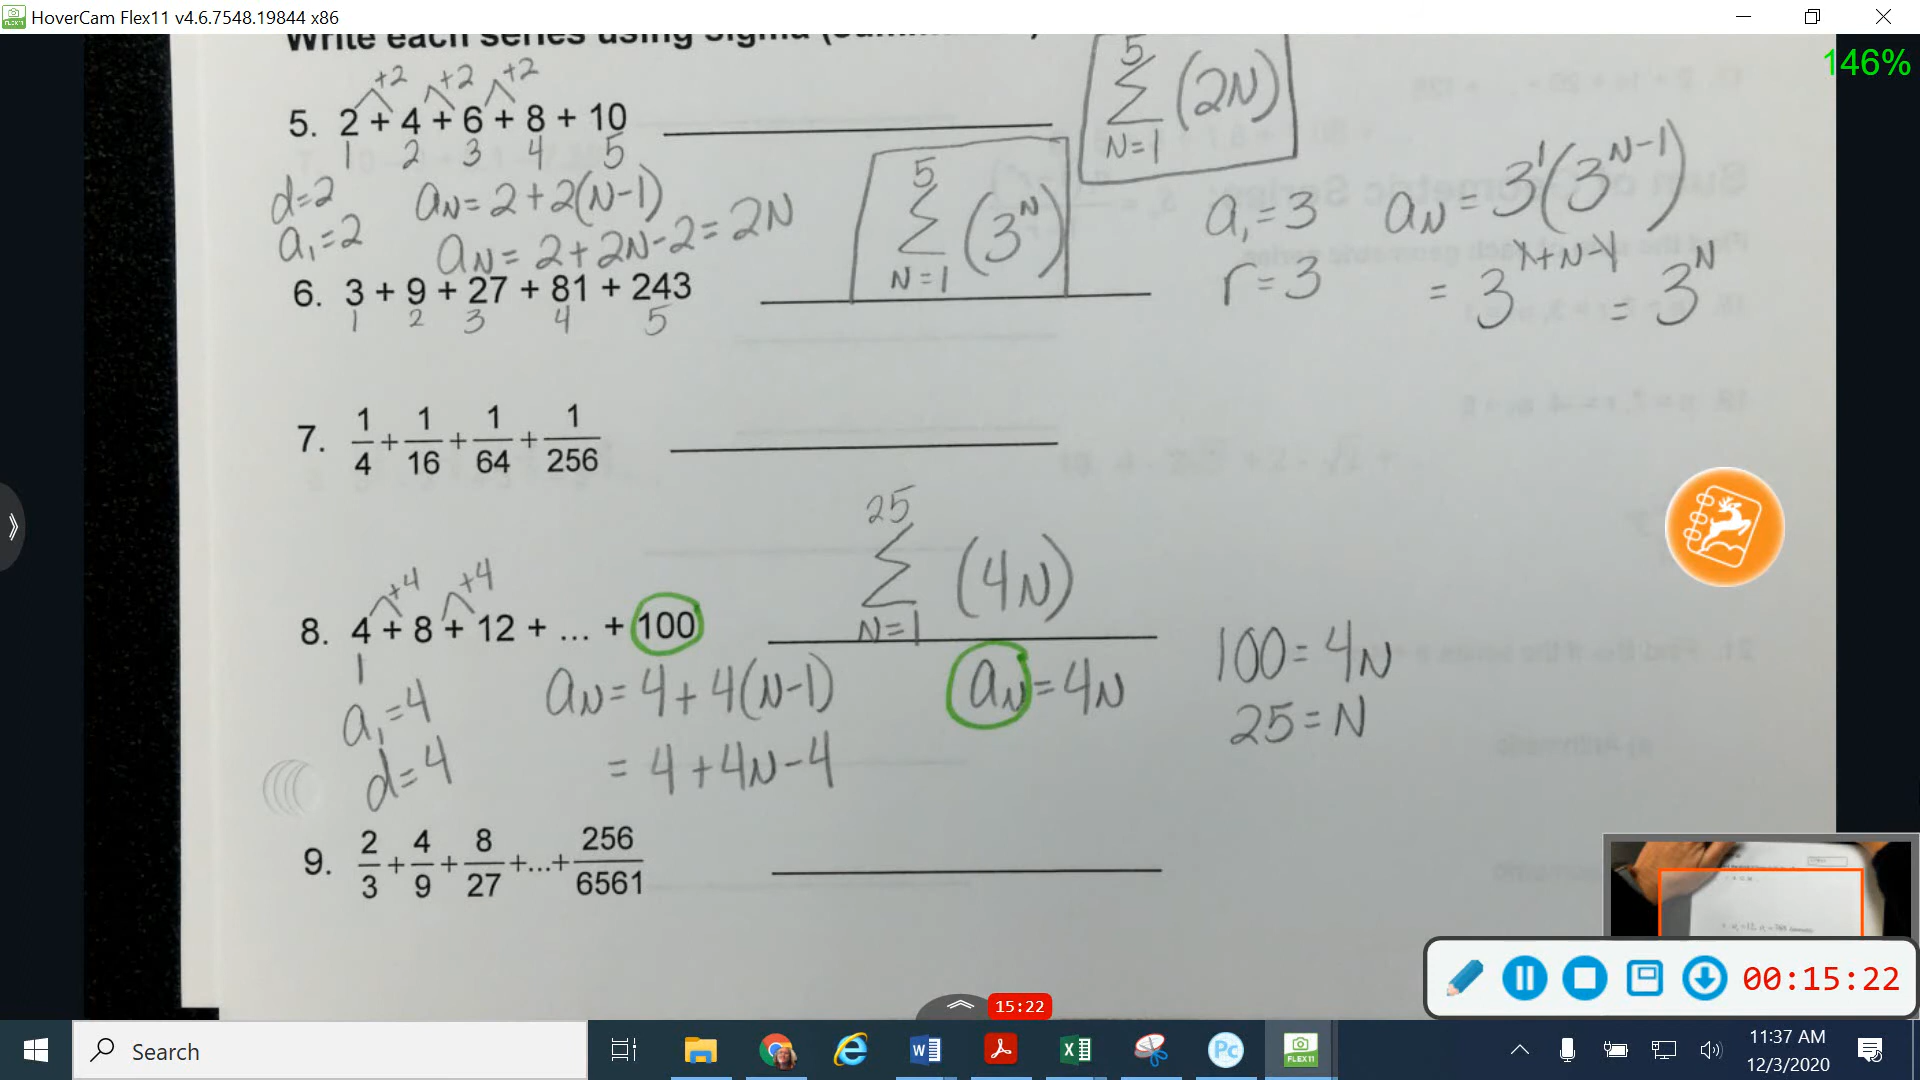 HoverCam Flex11 v4.6.7548.19844 x86
146%
Write each series using Sigma
+2 +2 +2
5. 2 + 4 + 6 + 8 + 10
1 2 3 4 5
d=2 aN = 2+2(N-1)
a1=2 aN = 2+2N-2 = 2N
5
Σ (2N)
N=1
6. 3 + 9 + 27 + 81 + 243
1 2 3 4 5
5
Σ (3^N)
N=1
a1=3 aN = 3^1(3^N-1)
r=3 = 3^1+N-1 = 3^N
7. 1/4 + 1/16 + 1/64 + 1/256
+4 +4
8. 4 + 8 + 12 + ... + 100
1
25
Σ (4N)
N=1
a1=4 aN = 4+4(N-1) aN=4N 100=4N
d=4 = 4+4N-4 25=N
9. 2/3 + 4/9 + 8/27 +...+ 256/6561
00:15:22
15:22
Search
11:37 AM
12/3/2020
FLEX11